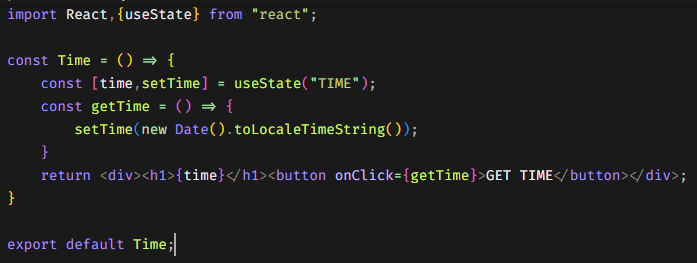 import React,{useState} from "react";
const Time = () => {
    const [time,setTime] = useState("TIME");
    const getTime = () => {
        setTime(new Date().toLocaleTimeString());
    }
    return <div><h1>{time}</h1><button onClick={getTime}>GET TIME</button></div>;
}
export default Time;